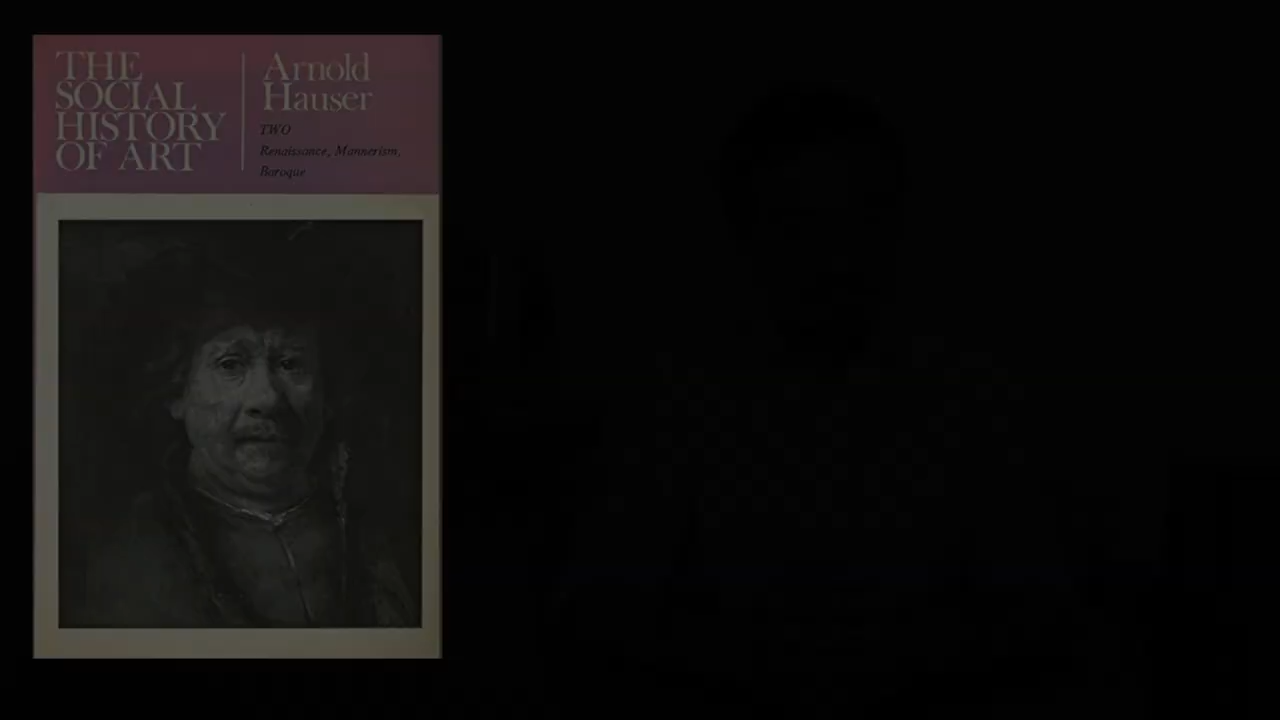 THE
SOCIAL
HISTORY
OF ART
Arnold
Hauser
TWO
Renaissance, Mannerism,
Baroque